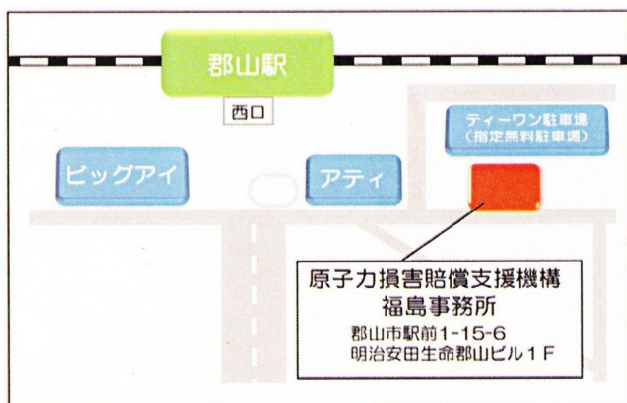 郡山駅
西口
ティーワン駐車場
（指定無料駐車場）
ビッグアイ
アティ
原子力損害賠償支援機構
福島事務所
郡山市駅前1-15-6
明治安田生命郡山ビル1F